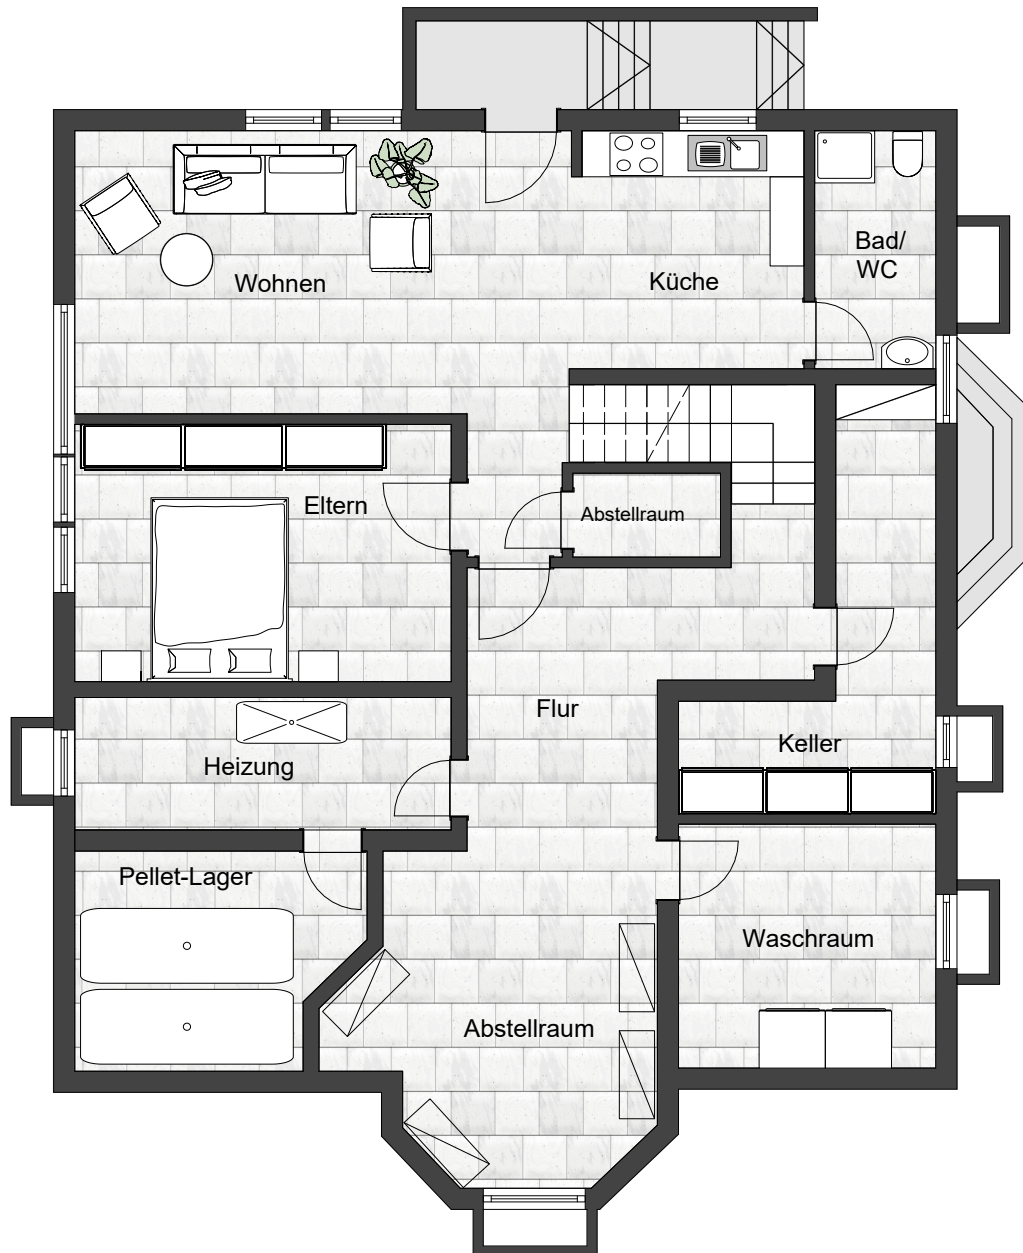 Bad/
WC
Wohnen
Küche
Eltern
Abstellraum
Flur
Keller
Heizung
Pellet-Lager
Waschraum
Abstellraum